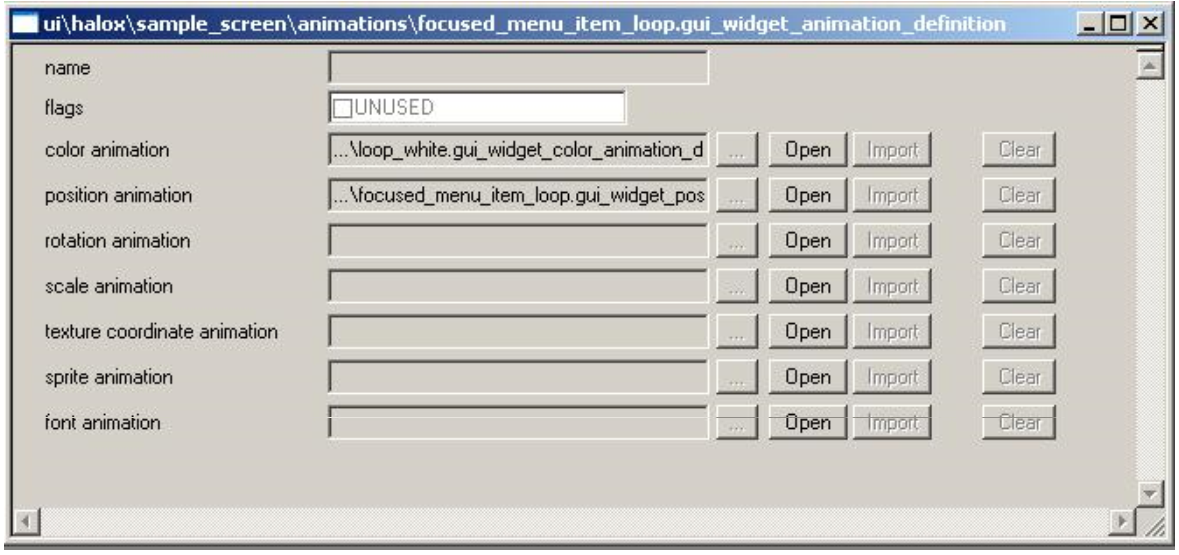 ui\halox\sample_screen\animations\focused_menu_item_loop.gui_widget_animation_definition
name
flags UNUSED
color animation ...\loop_white.gui_widget_color_animation_d ... Open Import Clear
position animation ...\focused_menu_item_loop.gui_widget_pos ... Open Import Clear
rotation animation ... Open Import Clear
scale animation ... Open Import Clear
texture coordinate animation ... Open Import Clear
sprite animation ... Open Import Clear
font animation ... Open Import Clear